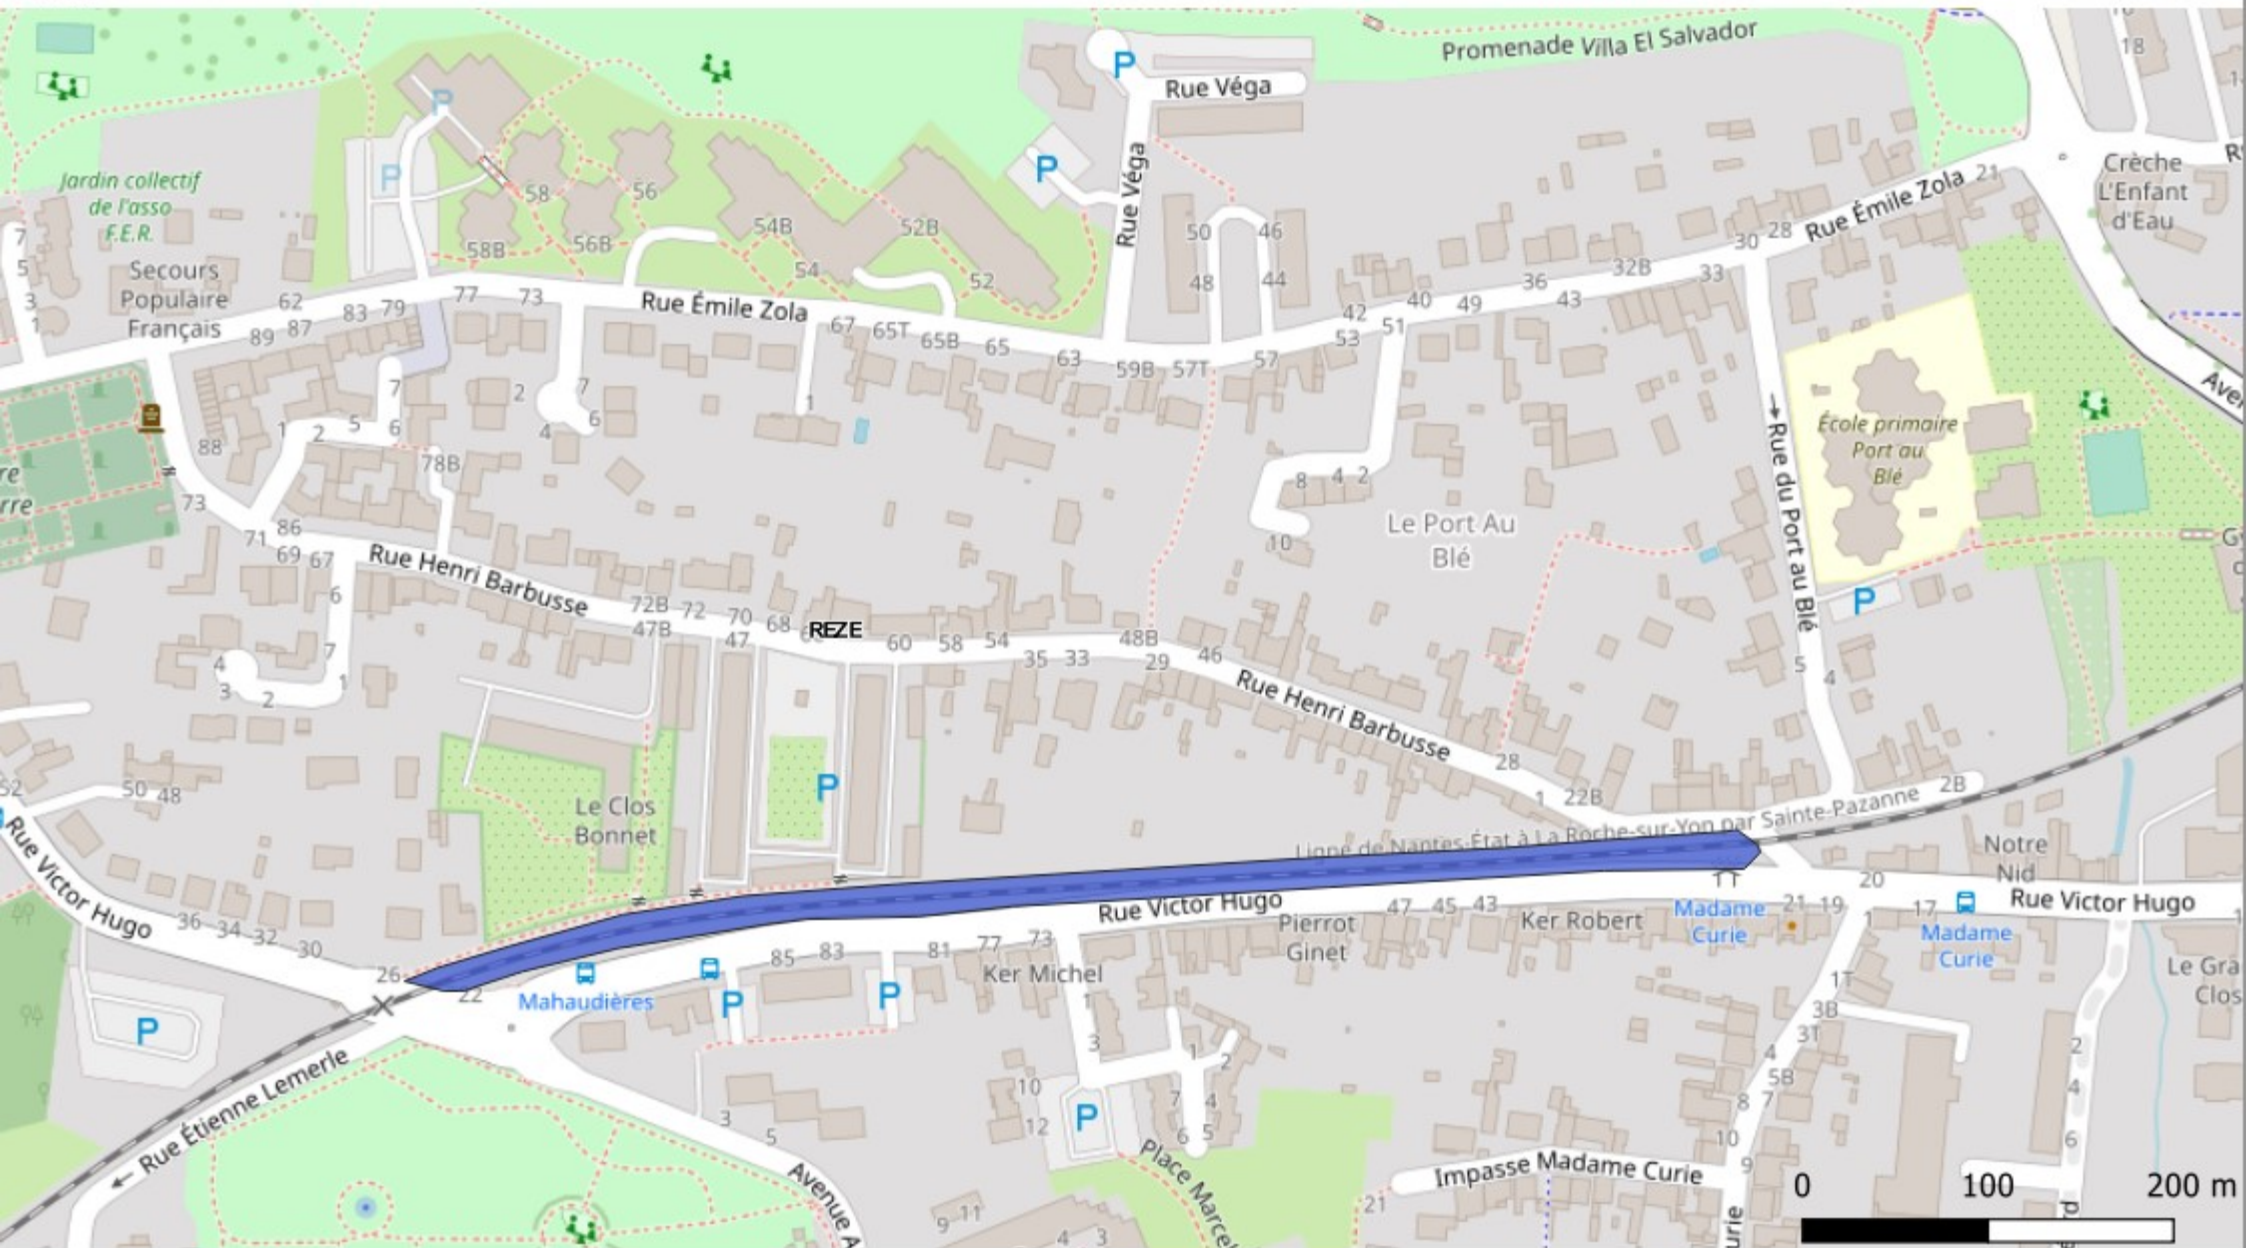 Promenade Villa El Salvador
18
P
Rue Véga
P
P
P
Rue Véga
Crèche
L'Enfant
d'Eau
Jardin collectif
de l'asso
F.E.R.
58
56
21
Rue Émile Zola
54B
52B
50
46
30
28
58B
56B
7
5
3
1
Secours
Populaire
Français
54
52
48
44
36
32B
33
62
83
79
77
73
Rue Émile Zola
42
40
49
43
89
87
67
65T
65B
65
63
59B
57T
57
53
51
7
2
7
6
4
1
1
2
5
6
88
78B
École primaire
Port au
Blé
Rue du Port au Blé
8
4
2
10
Le Port Au
Blé
73
71
86
69
67
Rue Henri Barbusse
6
7
1
4
3
2
72B
47B
72
70
47
68
REZE
60
58
54
35
33
48B
29
46
P
5
4
Rue Henri Barbusse
28
1
22B
2B
52
50
48
P
Le Clos
Bonnet
Ligne de Nantes-État à La Roche-sur-Yon par Sainte-Pazanne
Notre
Nid
20
Rue Victor Hugo
Rue Victor Hugo
36
34
32
30
26
22
Rue Victor Hugo
47
45
43
Pierrot
Ginet
Ker Robert
Madame
Curie
21
19
17
1
Madame
Curie
85
83
81
77
73
Ker Michel
Mahaudières
P
P
P
1
3
1T
3B
3T
4
5B
8
7
10
9
1
2
7
4
6
5
10
12
P
2
4
6
Rue Étienne Lemerle
3
5
Place Marcel
Impasse Madame Curie
21
9
11
4
3
0
100
200 m